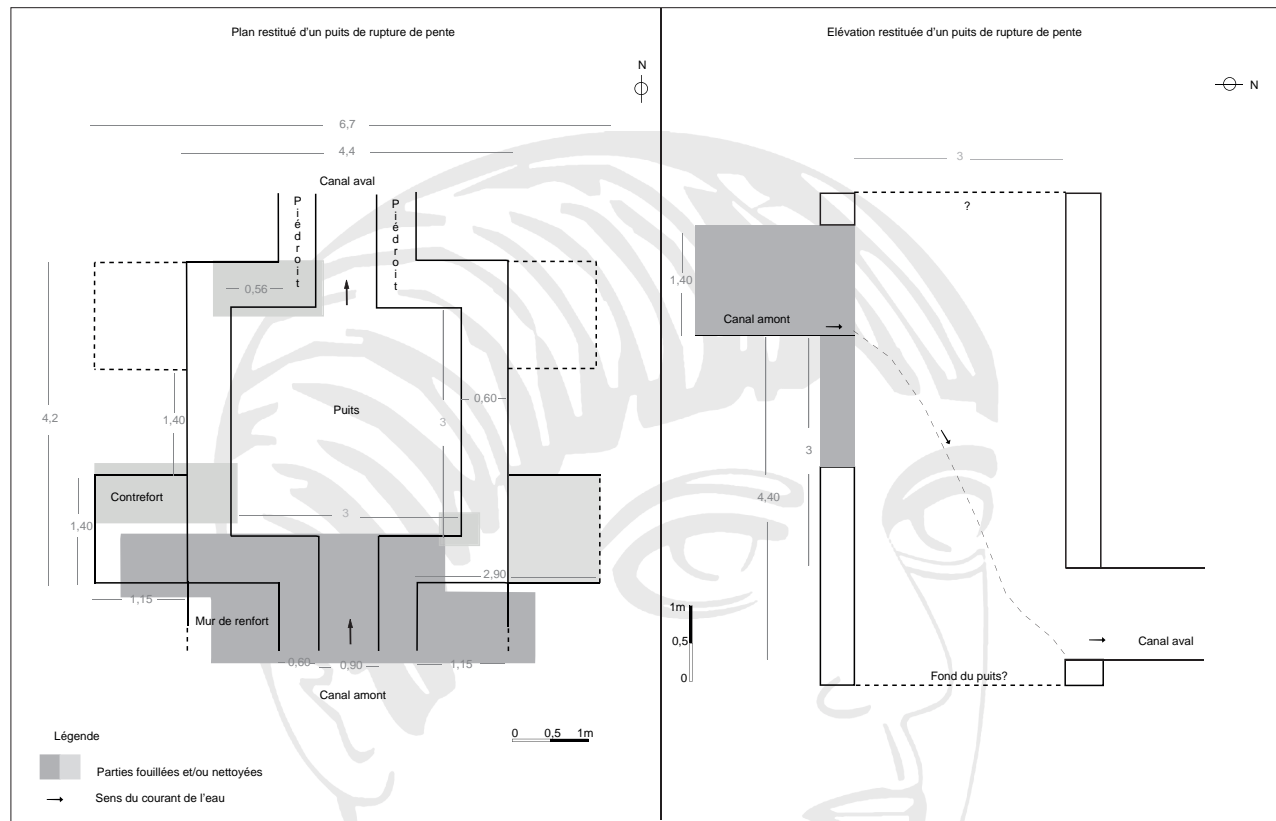 Plan restitué d'un puits de rupture de pente
N
6,7
4,4
Canal aval
Piédroit
Piédroit
0,56
4,2
1,40
Puits
3
0,60
Contrefort
3
1,40
2,90
1,15
Mur de renfort
0,60
0,90
1,15
Canal amont
Légende
0 0,5 1m
Parties fouillées et/ou nettoyées
Sens du courant de l'eau
Elévation restituée d'un puits de rupture de pente
N
3
?
1,40
Canal amont
3
4,40
1m
0,5
0
Canal aval
Fond du puits?